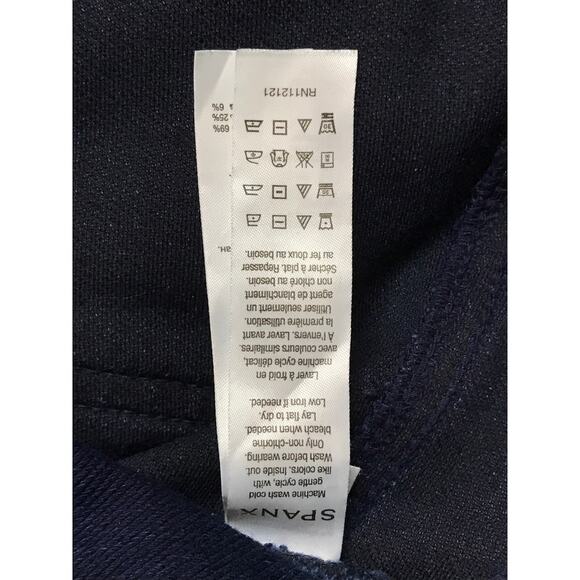 SPANX
Machine wash cold
gentle cycle, with
like colors. Inside out.
Wash before wearing.
Only non-chlorine
bleach when needed.
Lay flat to dry.
Low iron if needed.
Laver à froid en
machine cycle délicat,
avec couleurs similaires.
À l'envers. Laver avant
la première utilisation.
Utiliser seulement un
agent de blanchiment
non chloré au besoin.
Sécher à plat. Repasser
au fer doux au besoin.
30
RN112121
ан.
69%
25%
6%